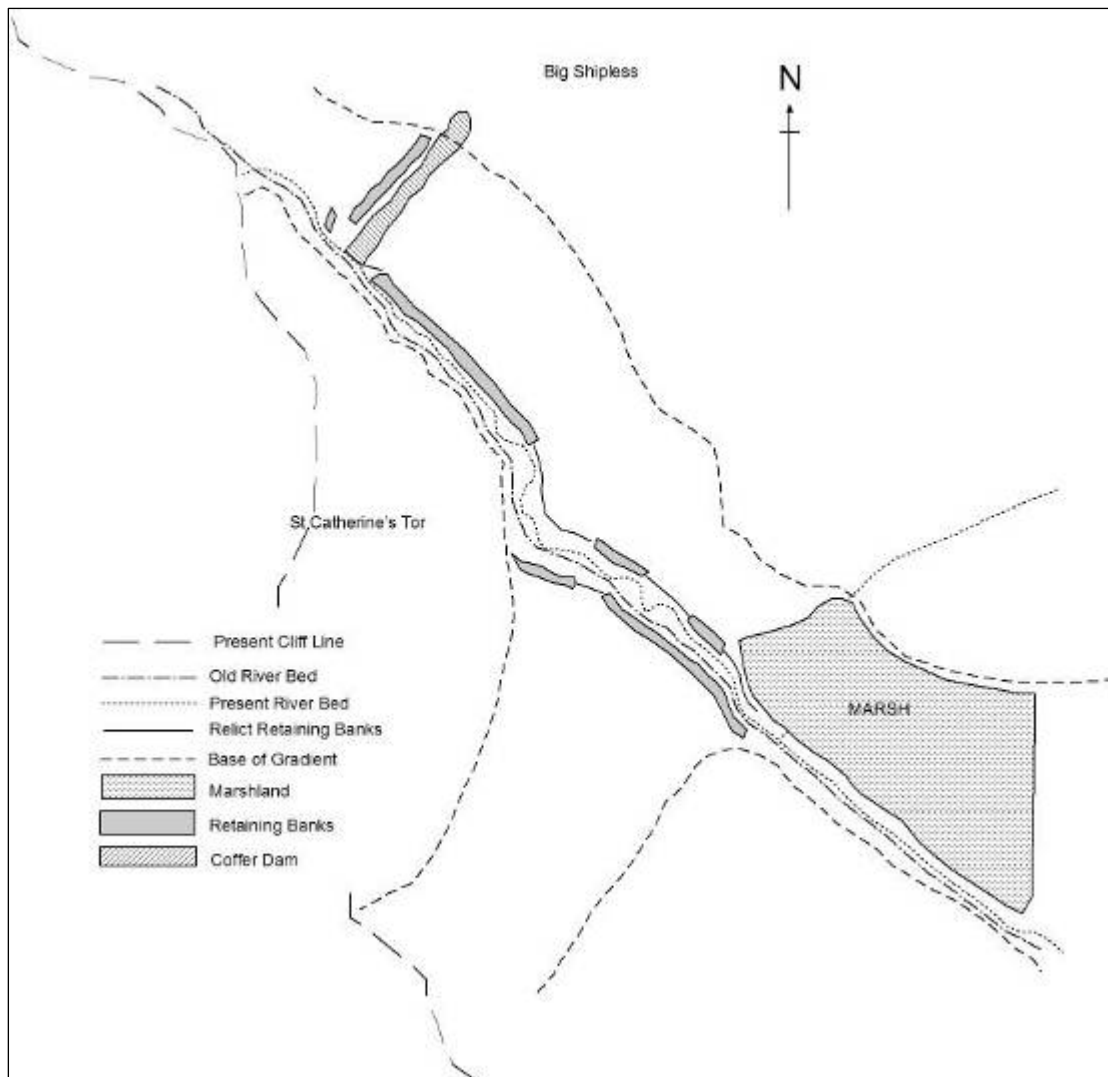 Big Shipless
N
St Catherine's Tor
MARSH
Present Cliff Line
Old River Bed
Present River Bed
Relict Retaining Banks
Base of Gradient
Marshland
Retaining Banks
Coffer Dam